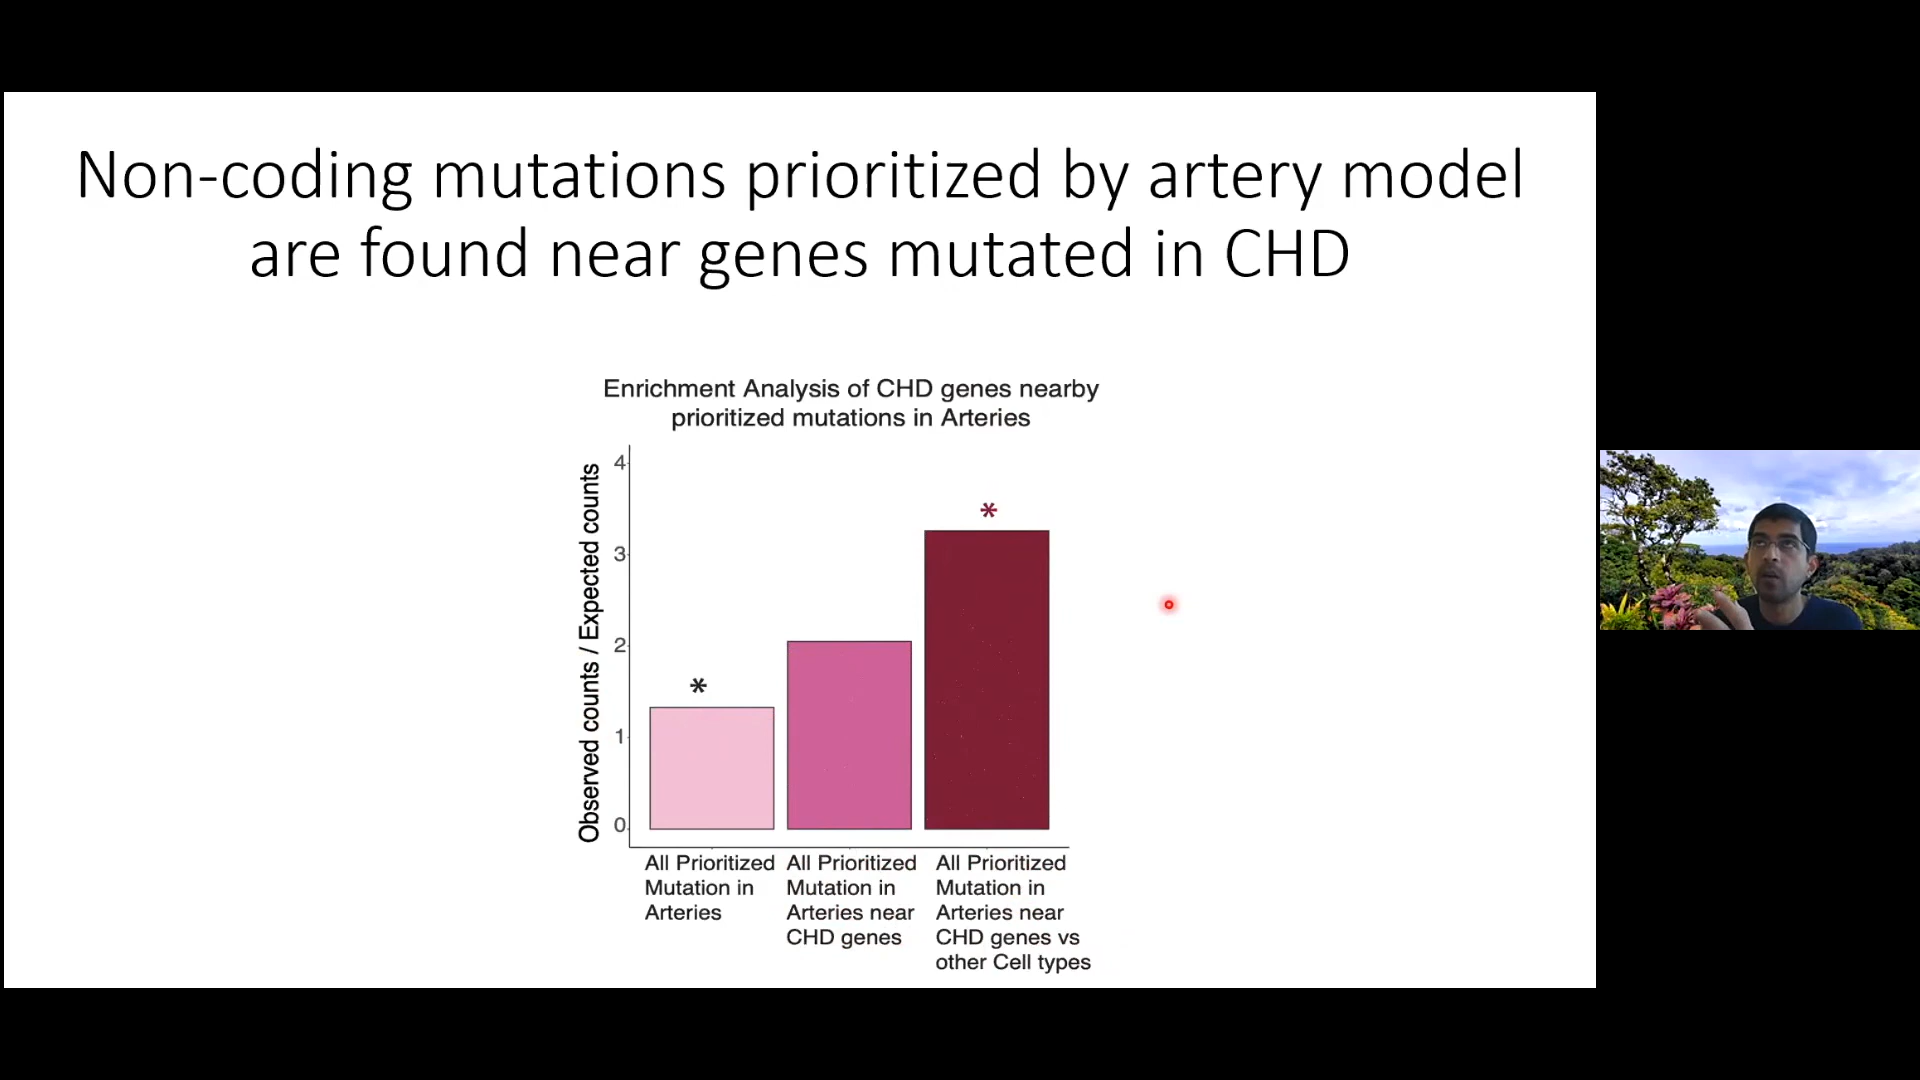 Non-coding mutations prioritized by artery model
are found near genes mutated in CHD
Enrichment Analysis of CHD genes nearby
prioritized mutations in Arteries
Observed counts / Expected counts
4
3
2
1
0
*
*
All Prioritized
Mutation in
Arteries
All Prioritized
Mutation in
Arteries near
CHD genes
All Prioritized
Mutation in
Arteries near
CHD genes vs
other Cell types